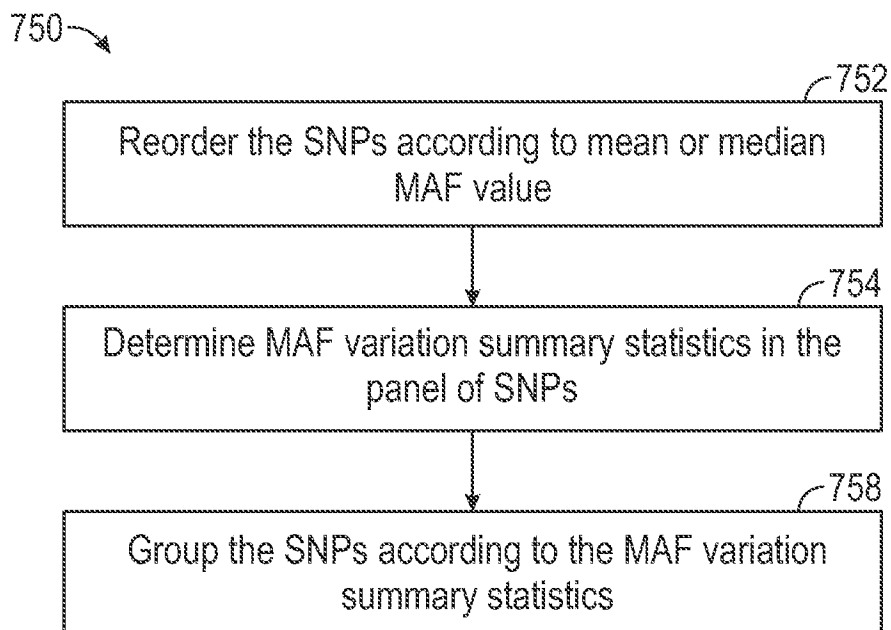 750
752
Reorder the SNPs according to mean or median
MAF value
754
Determine MAF variation summary statistics in the
panel of SNPs
758
Group the SNPs according to the MAF variation
summary statistics